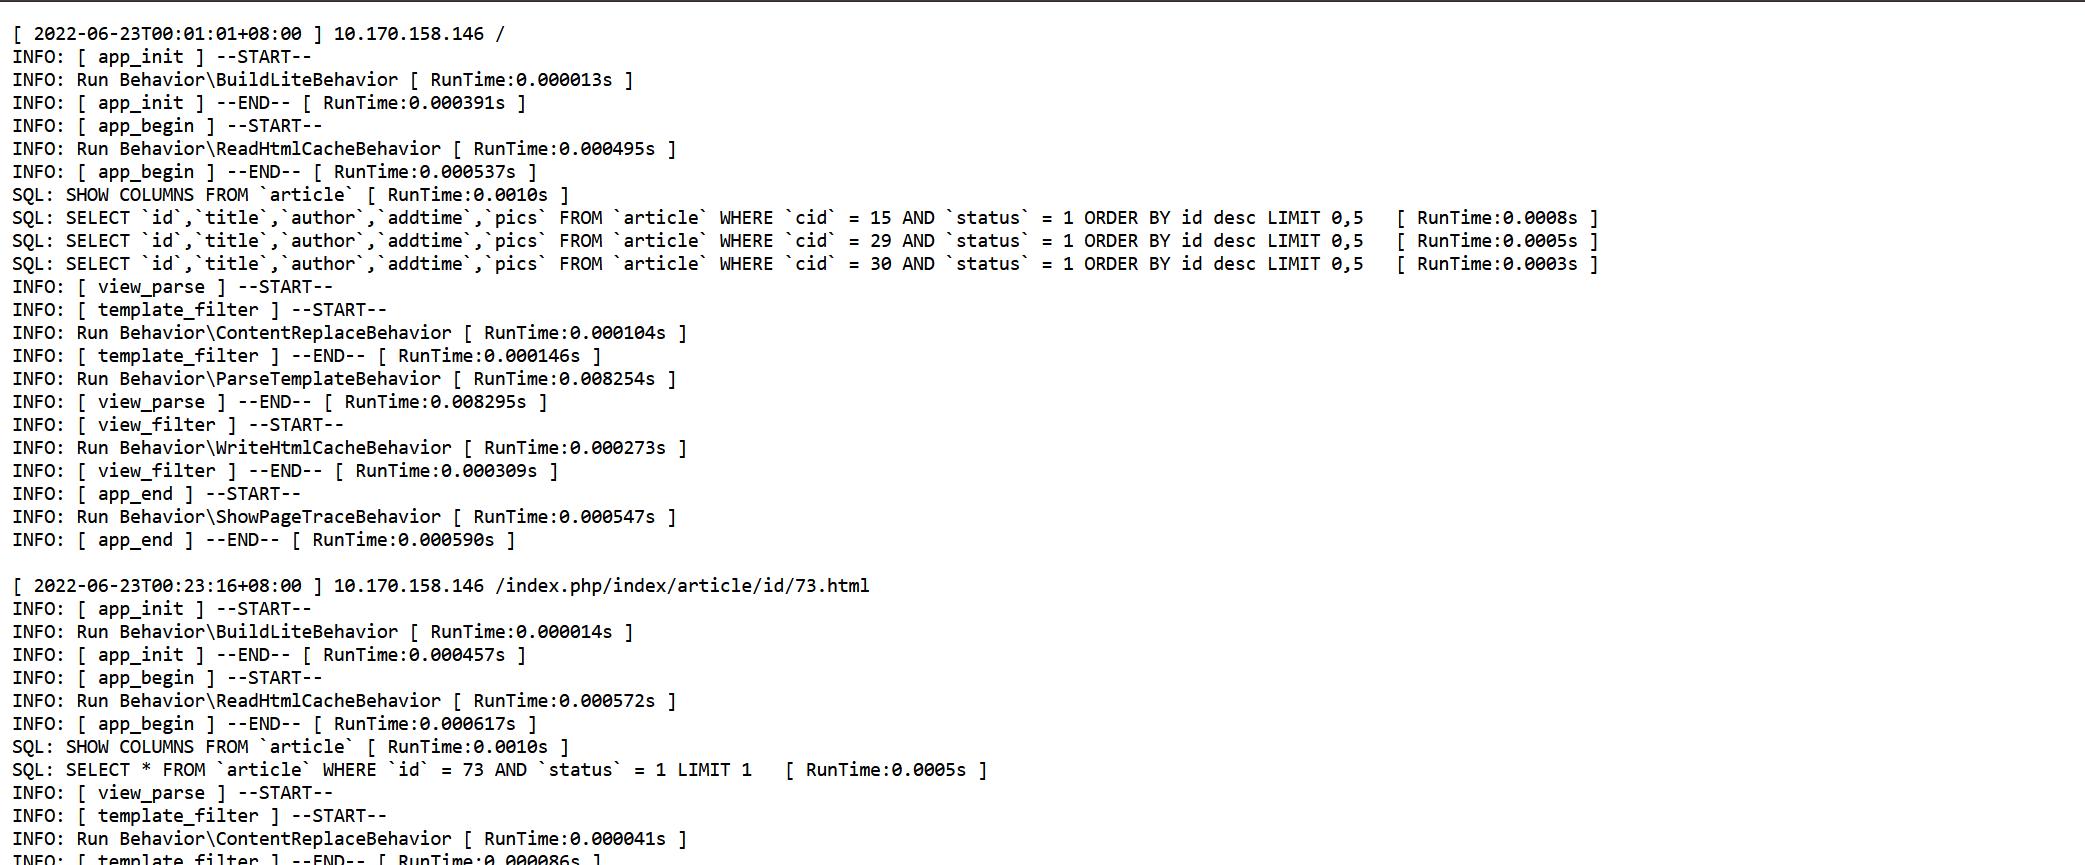 [ 2022-06-23T00:01:01+08:00 ] 10.170.158.146 /
INFO: [ app_init ] --START--
INFO: Run Behavior\BuildLiteBehavior [ RunTime:0.000013s ]
INFO: [ app_init ] --END-- [ RunTime:0.000391s ]
INFO: [ app_begin ] --START--
INFO: Run Behavior\ReadHtmlCacheBehavior [ RunTime:0.000495s ]
INFO: [ app_begin ] --END-- [ RunTime:0.000537s ]
SQL: SHOW COLUMNS FROM `article` [ RunTime:0.0010s ]
SQL: SELECT `id`,`title`,`author`,`addtime`,`pics` FROM `article` WHERE `cid` = 15 AND `status` = 1 ORDER BY id desc LIMIT 0,5   [ RunTime:0.0008s ]
SQL: SELECT `id`,`title`,`author`,`addtime`,`pics` FROM `article` WHERE `cid` = 29 AND `status` = 1 ORDER BY id desc LIMIT 0,5   [ RunTime:0.0005s ]
SQL: SELECT `id`,`title`,`author`,`addtime`,`pics` FROM `article` WHERE `cid` = 30 AND `status` = 1 ORDER BY id desc LIMIT 0,5   [ RunTime:0.0003s ]
INFO: [ view_parse ] --START--
INFO: [ template_filter ] --START--
INFO: Run Behavior\ContentReplaceBehavior [ RunTime:0.000104s ]
INFO: [ template_filter ] --END-- [ RunTime:0.000146s ]
INFO: Run Behavior\ParseTemplateBehavior [ RunTime:0.008254s ]
INFO: [ view_parse ] --END-- [ RunTime:0.008295s ]
INFO: [ view_filter ] --START--
INFO: Run Behavior\WriteHtmlCacheBehavior [ RunTime:0.000273s ]
INFO: [ view_filter ] --END-- [ RunTime:0.000309s ]
INFO: [ app_end ] --START--
INFO: Run Behavior\ShowPageTraceBehavior [ RunTime:0.000547s ]
INFO: [ app_end ] --END-- [ RunTime:0.000590s ]
[ 2022-06-23T00:23:16+08:00 ] 10.170.158.146 /index.php/index/article/id/73.html
INFO: [ app_init ] --START--
INFO: Run Behavior\BuildLiteBehavior [ RunTime:0.000014s ]
INFO: [ app_init ] --END-- [ RunTime:0.000457s ]
INFO: [ app_begin ] --START--
INFO: Run Behavior\ReadHtmlCacheBehavior [ RunTime:0.000572s ]
INFO: [ app_begin ] --END-- [ RunTime:0.000617s ]
SQL: SHOW COLUMNS FROM `article` [ RunTime:0.0010s ]
SQL: SELECT * FROM `article` WHERE `id` = 73 AND `status` = 1 LIMIT 1   [ RunTime:0.0005s ]
INFO: [ view_parse ] --START--
INFO: [ template_filter ] --START--
INFO: Run Behavior\ContentReplaceBehavior [ RunTime:0.000041s ]
INFO: [ template_filter ] --END-- [ RunTime:0.000086s ]